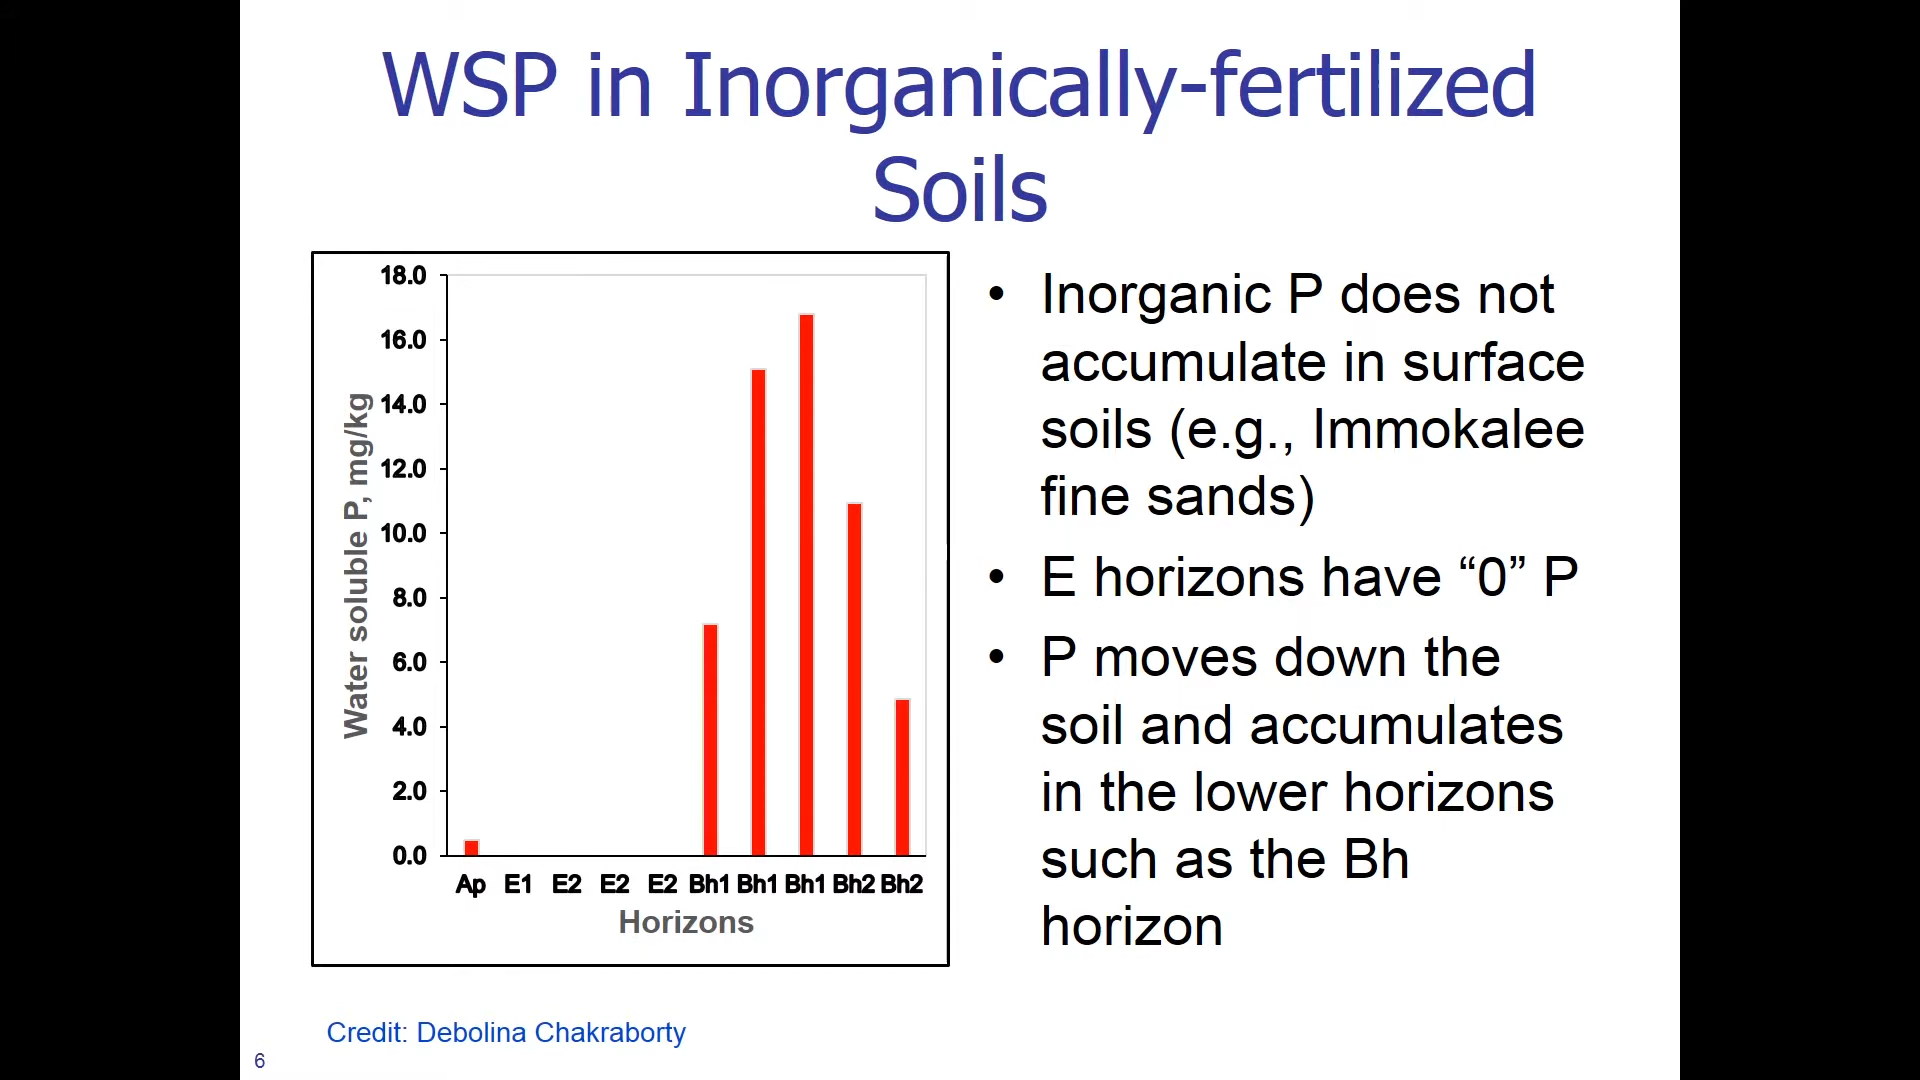 WSP in Inorganically-fertilized
Soils
18.0
16.0
14.0
12.0
10.0
8.0
6.0
4.0
2.0
0.0
Water soluble P, mg/kg
Ap E1 E2 E2 E2 Bh1 Bh1 Bh1 Bh2 Bh2
Horizons
• Inorganic P does not
accumulate in surface
soils (e.g., Immokalee
fine sands)
• E horizons have “0” P
• P moves down the
soil and accumulates
in the lower horizons
such as the Bh
horizon
Credit: Debolina Chakraborty
6